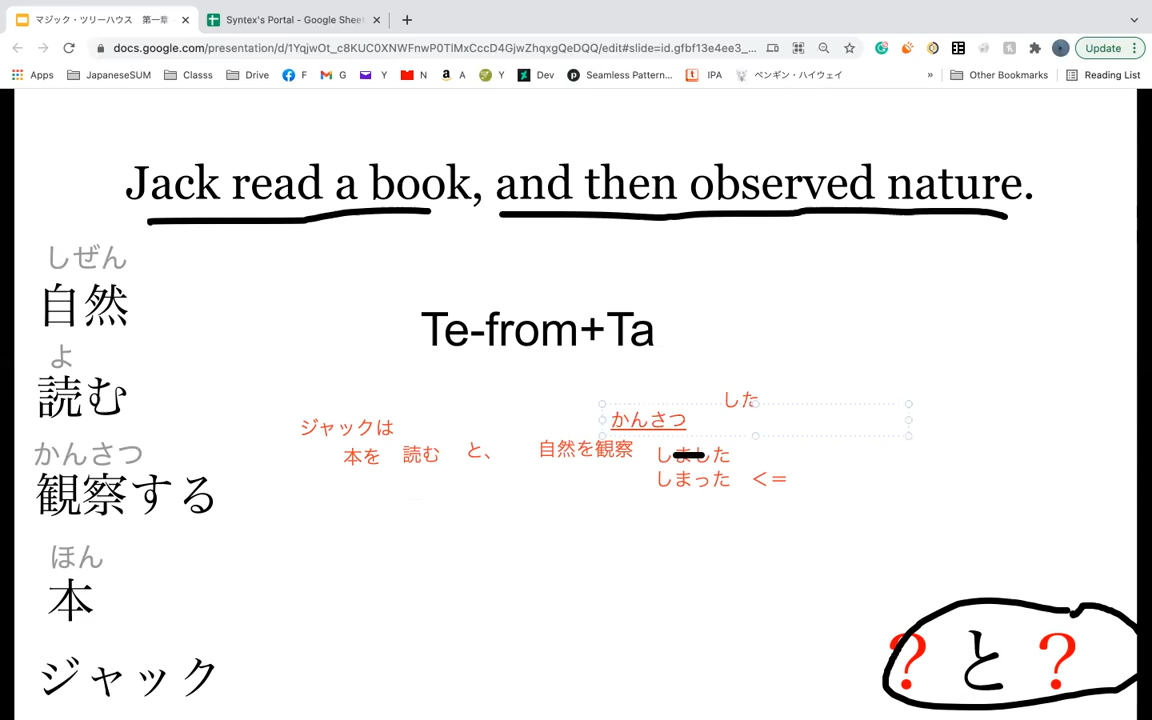 マジック・ツリーハウス 第一章
Syntex's Portal - Google Sheet
docs.google.com/presentation/d/1YqjwOt_c8KUC0XNWFnwP0TIMxCccD4GjwZhqxgQeDQQ/edit#slide=id.gfbf13e4ee3_...
Update
Apps
JapaneseSUM
Classs
Drive
F
G
Y
N
A
Y
Dev
Seamless Pattern...
IPA
ペンギン・ハイウェイ
»
Other Bookmarks
Reading List
Jack read a book, and then observed nature.
しぜん
自然
よ
読む
かんさつ
観察する
ほん
本
ジャック
Te-from+Ta
した
かんさつ
ジャックは
本を 読む と、 自然を観察 しました
しまった <=
? と ?